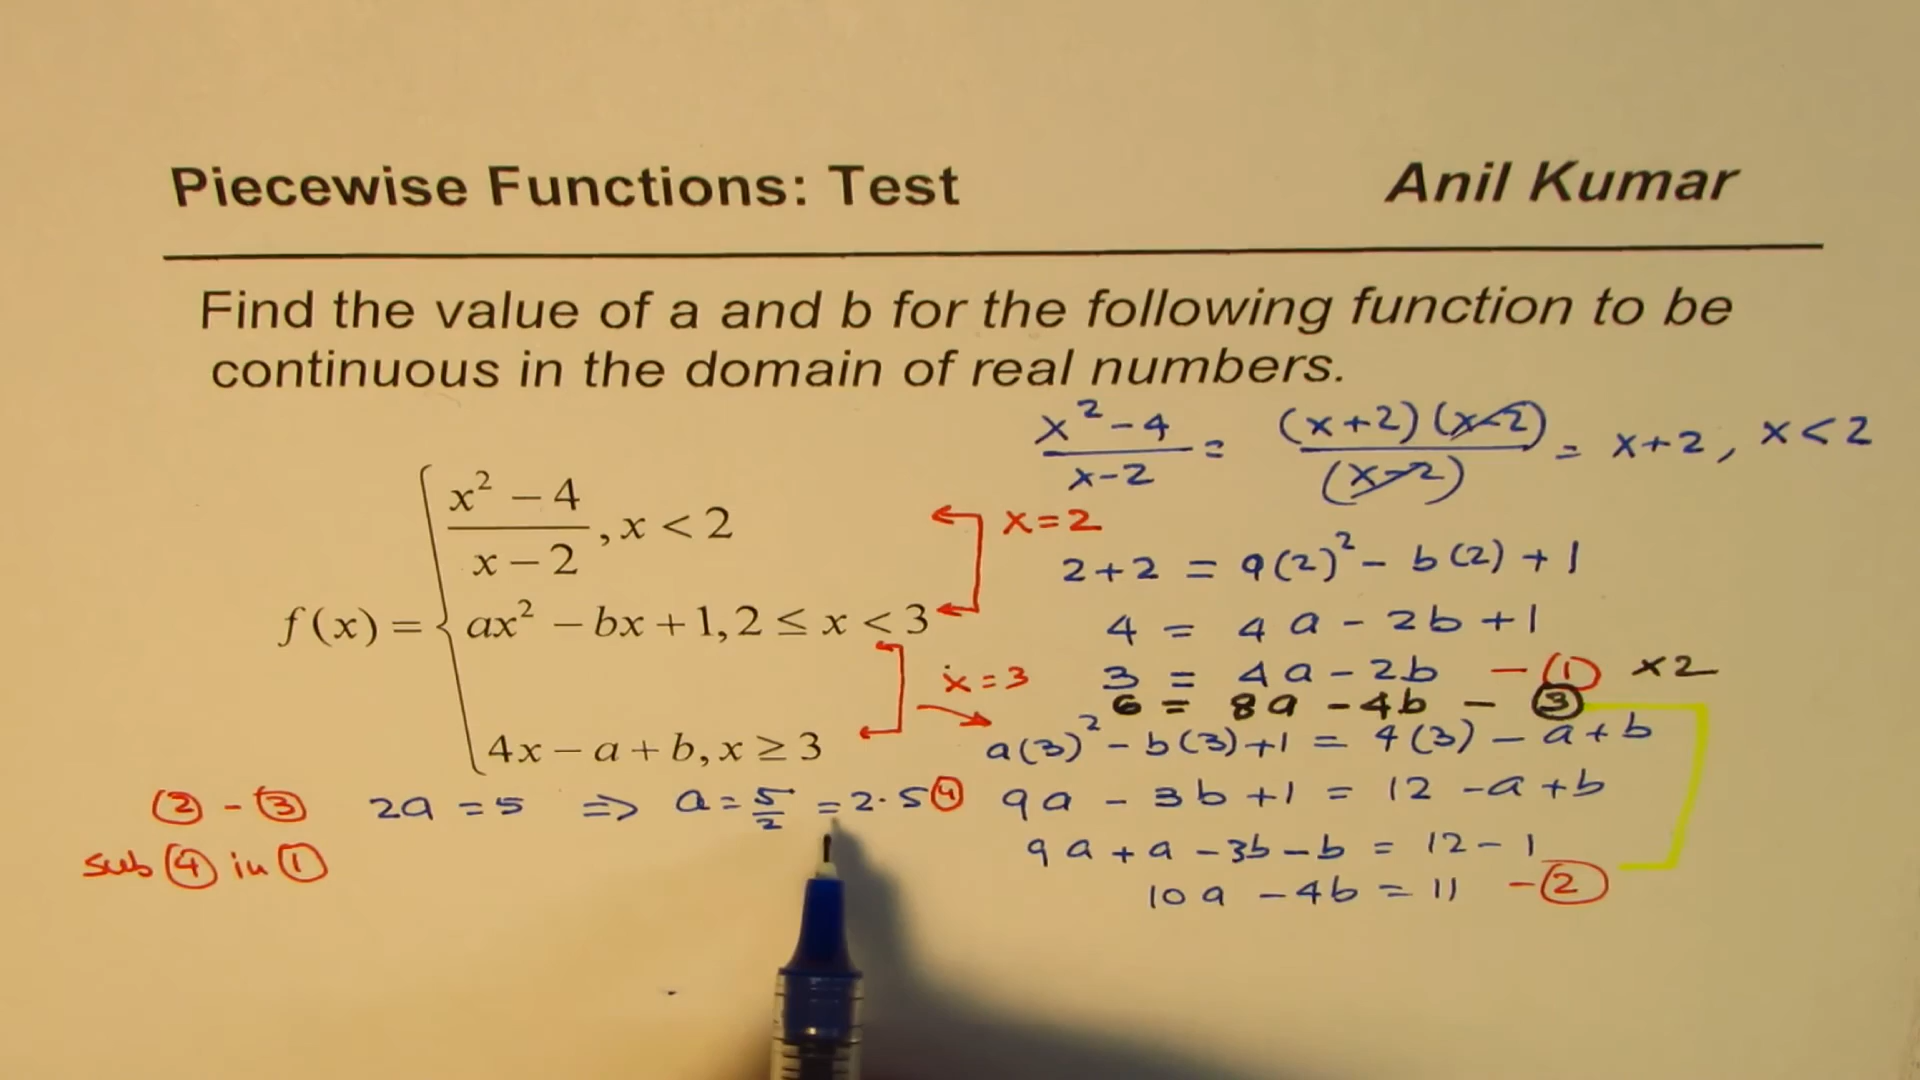 Piecewise Functions: Test Anil Kumar
Find the value of a and b for the following function to be
continuous in the domain of real numbers.
x² - 4 / x - 2 = (x+2)(x-2) / (x-2) = x+2, x < 2
f(x) = { x² - 4 / x - 2, x < 2
ax² - bx + 1, 2 ≤ x < 3
4x - a + b, x ≥ 3
x = 2
2+2 = a(2)² - b(2) + 1
4 = 4a - 2b + 1
x = 3
3 = 4a - 2b - ① x2
6 = 8a - 4b - ③
a(3)² - b(3) + 1 = 4(3) - a + b
9a - 3b + 1 = 12 - a + b
9a + a - 3b - b = 12 - 1
10a - 4b = 11 - ②
② - ③ 2a = 5 ⇒ a = 5/2 = 2.5 ④
sub ④ in ①